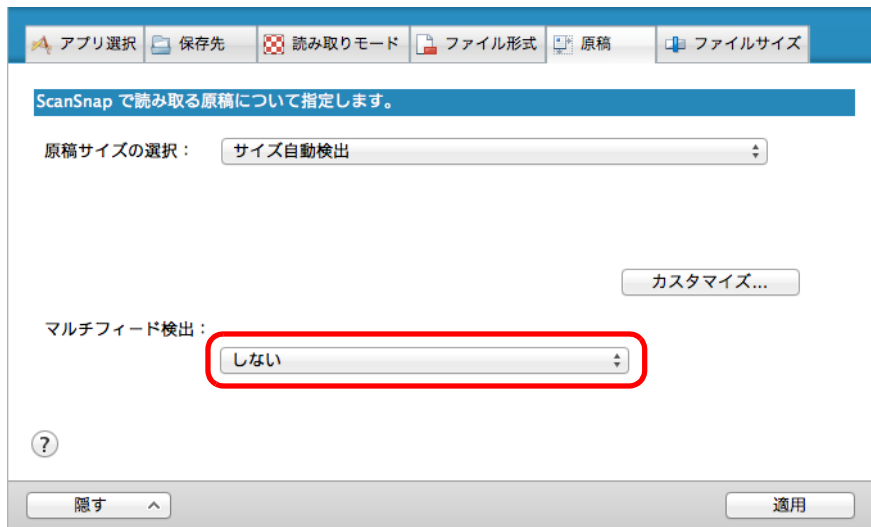 アプリ選択 保存先 読み取りモード ファイル形式 原稿 ファイルサイズ
ScanSnap で読み取る原稿について指定します。
原稿サイズの選択： サイズ自動検出
カスタマイズ...
マルチフィード検出：
しない
?
隠す 適用